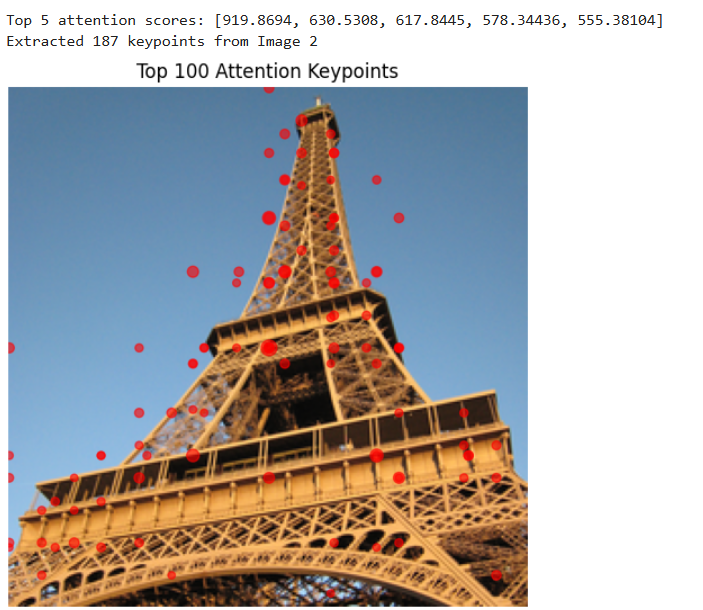 Top 5 attention scores: [919.8694, 630.5308, 617.8445, 578.34436, 555.38104]
Extracted 187 keypoints from Image 2
Top 100 Attention Keypoints